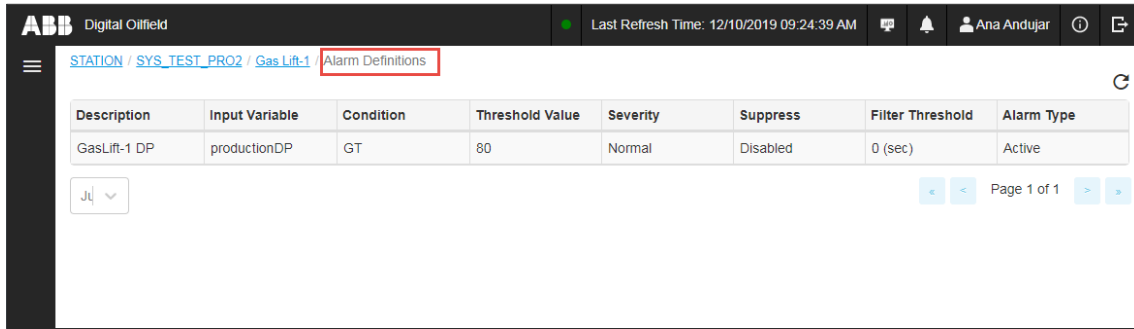 ABB Digital Oilfield Last Refresh Time: 12/10/2019 09:24:39 AM Ana Andujar
STATION / SYS_TEST_PRO2 / Gas Lift-1 / Alarm Definitions
Description Input Variable Condition Threshold Value Severity Suppress Filter Threshold Alarm Type
GasLift-1 DP productionDP GT 80 Normal Disabled 0 (sec) Active
« < Page 1 of 1 > »